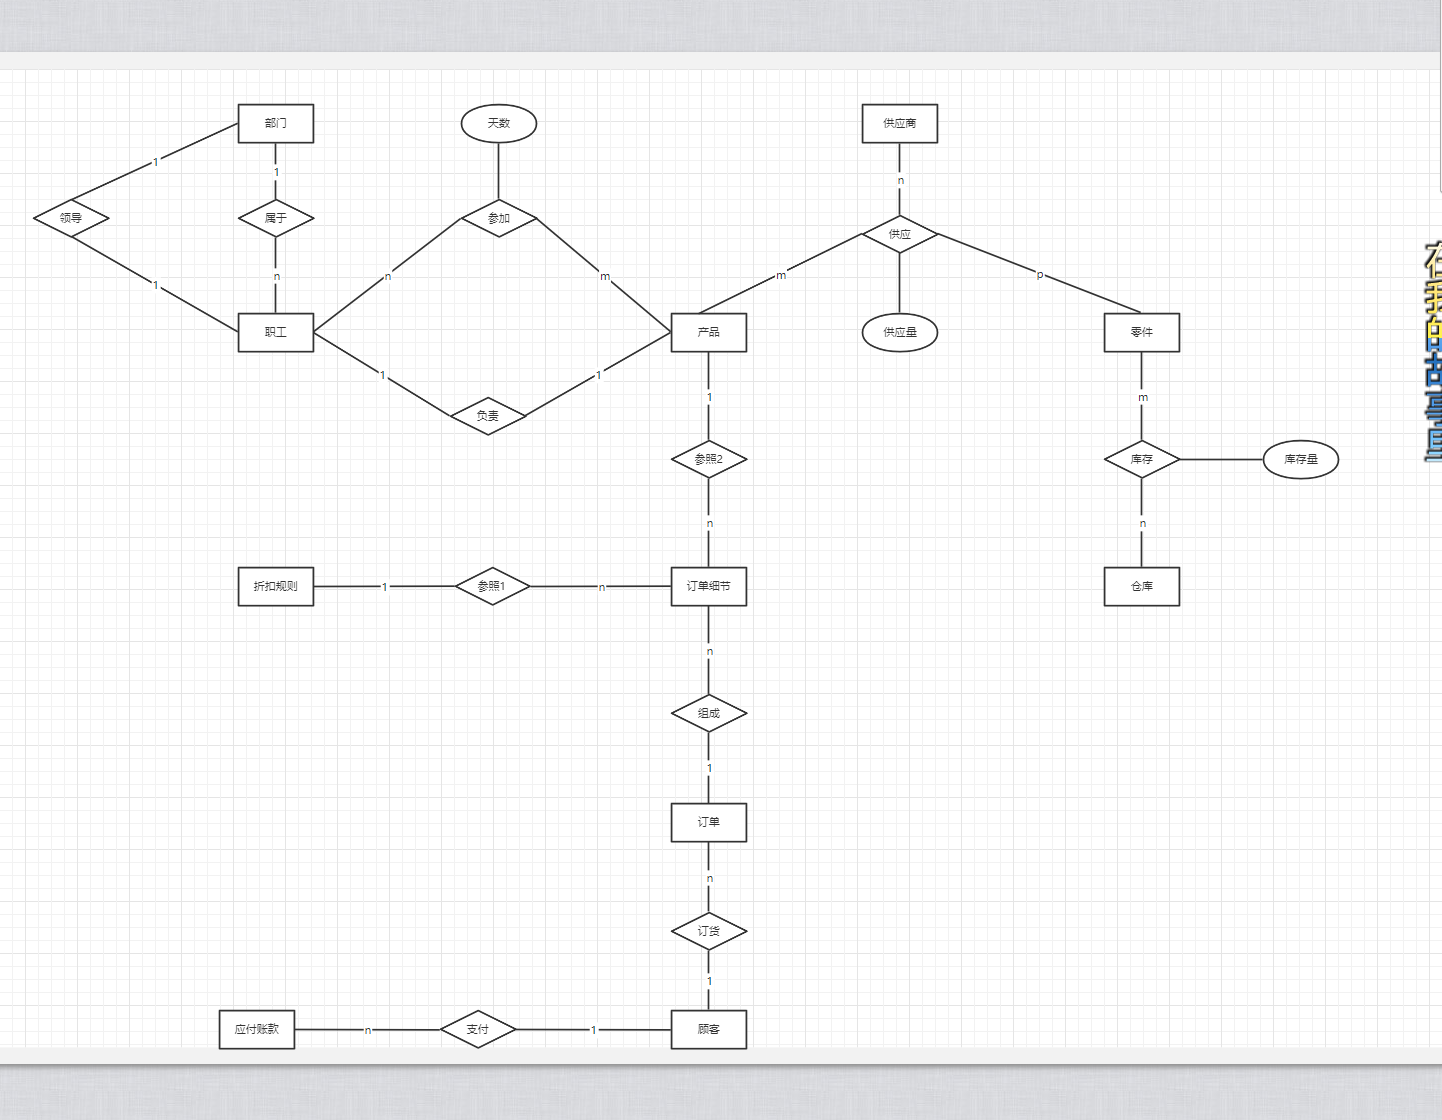 部门
天数
供应商
1
1
n
领导
属于
参加
供应
n
m
m
p
1
n
职工
产品
供应量
零件
1
1
负责
1
m
参照2
库存
库存量
n
n
折扣规则
1
参照1
n
订单细节
仓库
n
组成
1
订单
n
订货
1
应付账款
n
支付
1
顾客